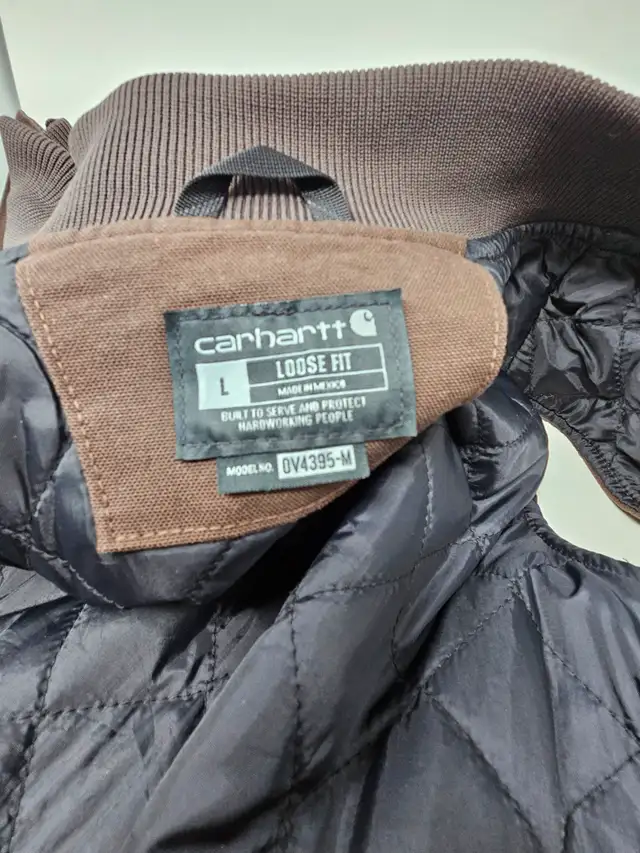 carhartt
L
LOOSE FIT
MADE IN MEXICO
BUILT TO SERVE AND PROTECT
HARDWORKING PEOPLE
MODEL NO. OV4395-M